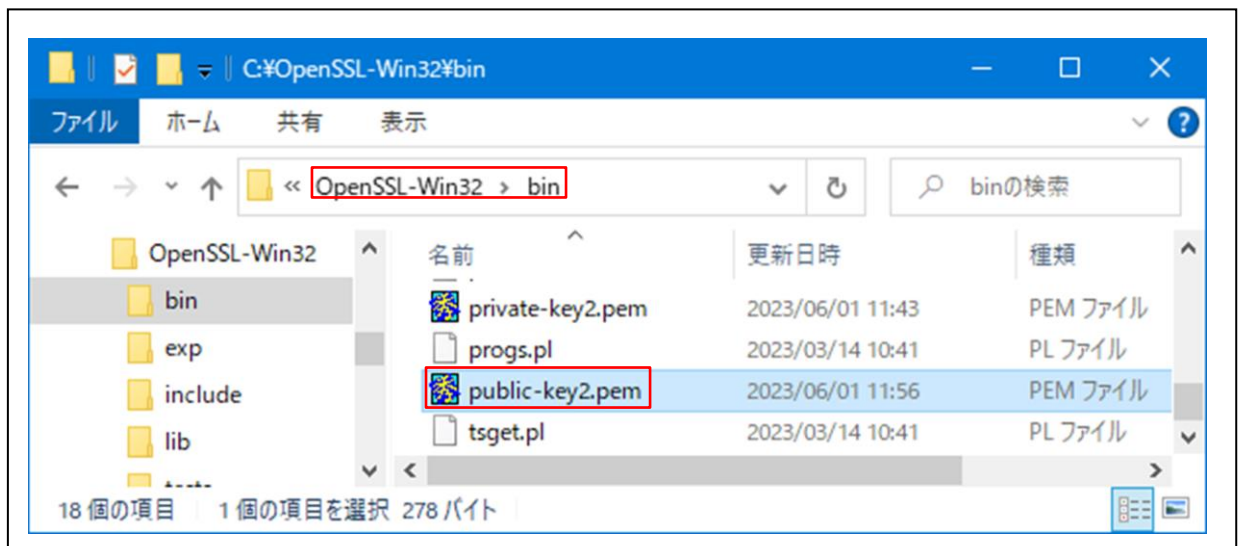 C:¥OpenSSL-Win32¥bin
ファイル ホーム 共有 表示
« OpenSSL-Win32 › bin binの検索
OpenSSL-Win32 名前 更新日時 種類
bin private-key2.pem 2023/06/01 11:43 PEM ファイル
exp progs.pl 2023/03/14 10:41 PL ファイル
include public-key2.pem 2023/06/01 11:56 PEM ファイル
lib tsget.pl 2023/03/14 10:41 PL ファイル
18 個の項目 1 個の項目を選択 278 バイト